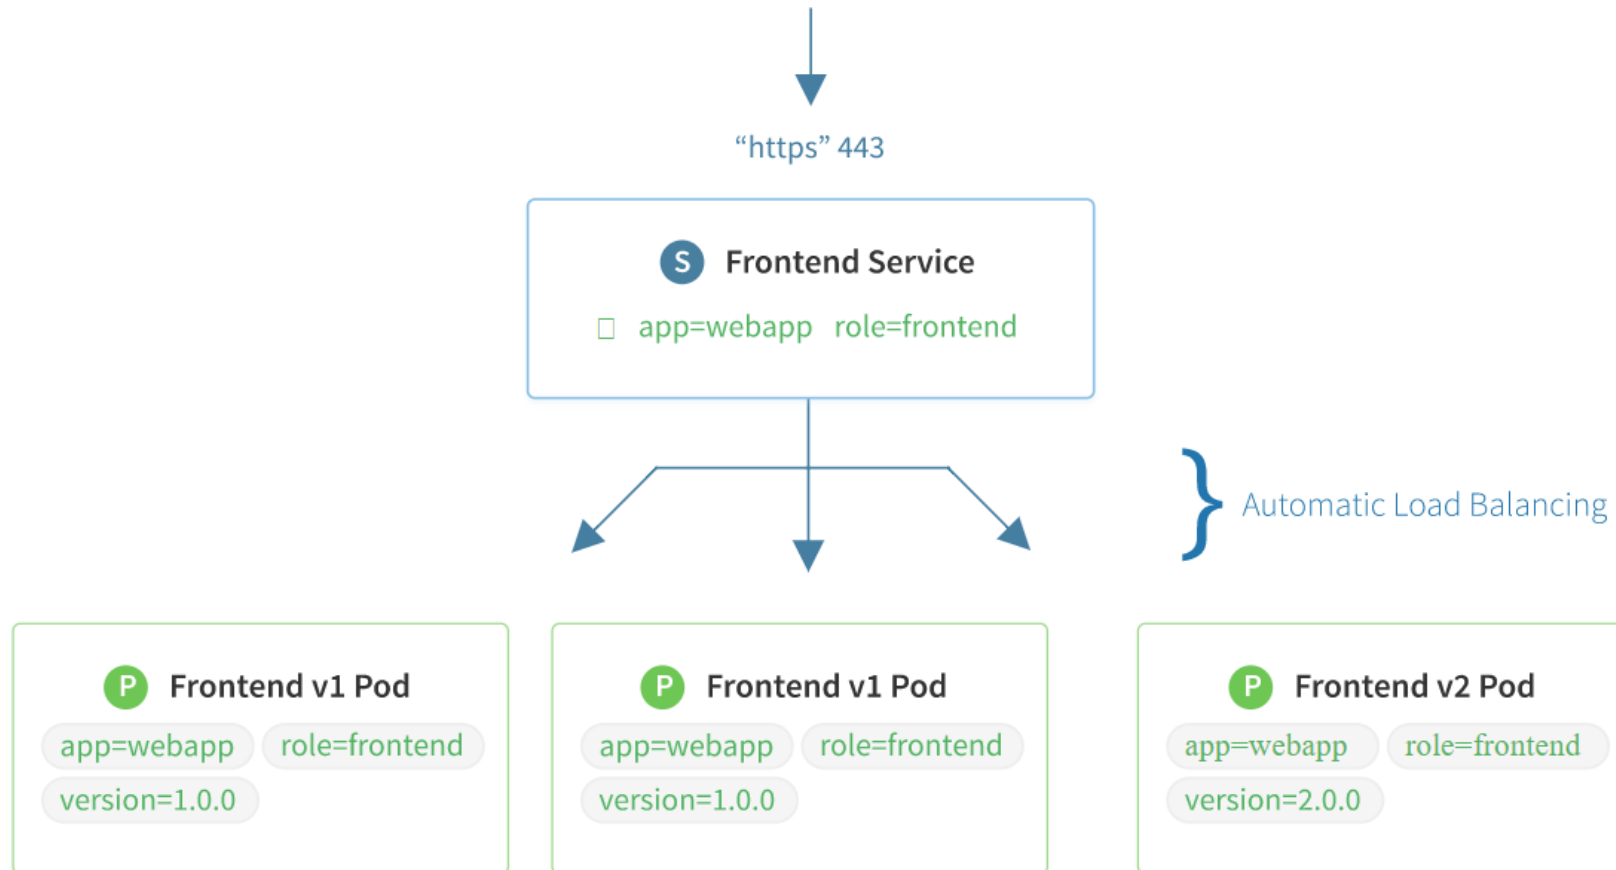 “https” 443
S Frontend Service
app=webapp role=frontend
Automatic Load Balancing
P Frontend v1 Pod
app=webapp role=frontend
version=1.0.0
P Frontend v1 Pod
app=webapp role=frontend
version=1.0.0
P Frontend v2 Pod
app=webapp role=frontend
version=2.0.0